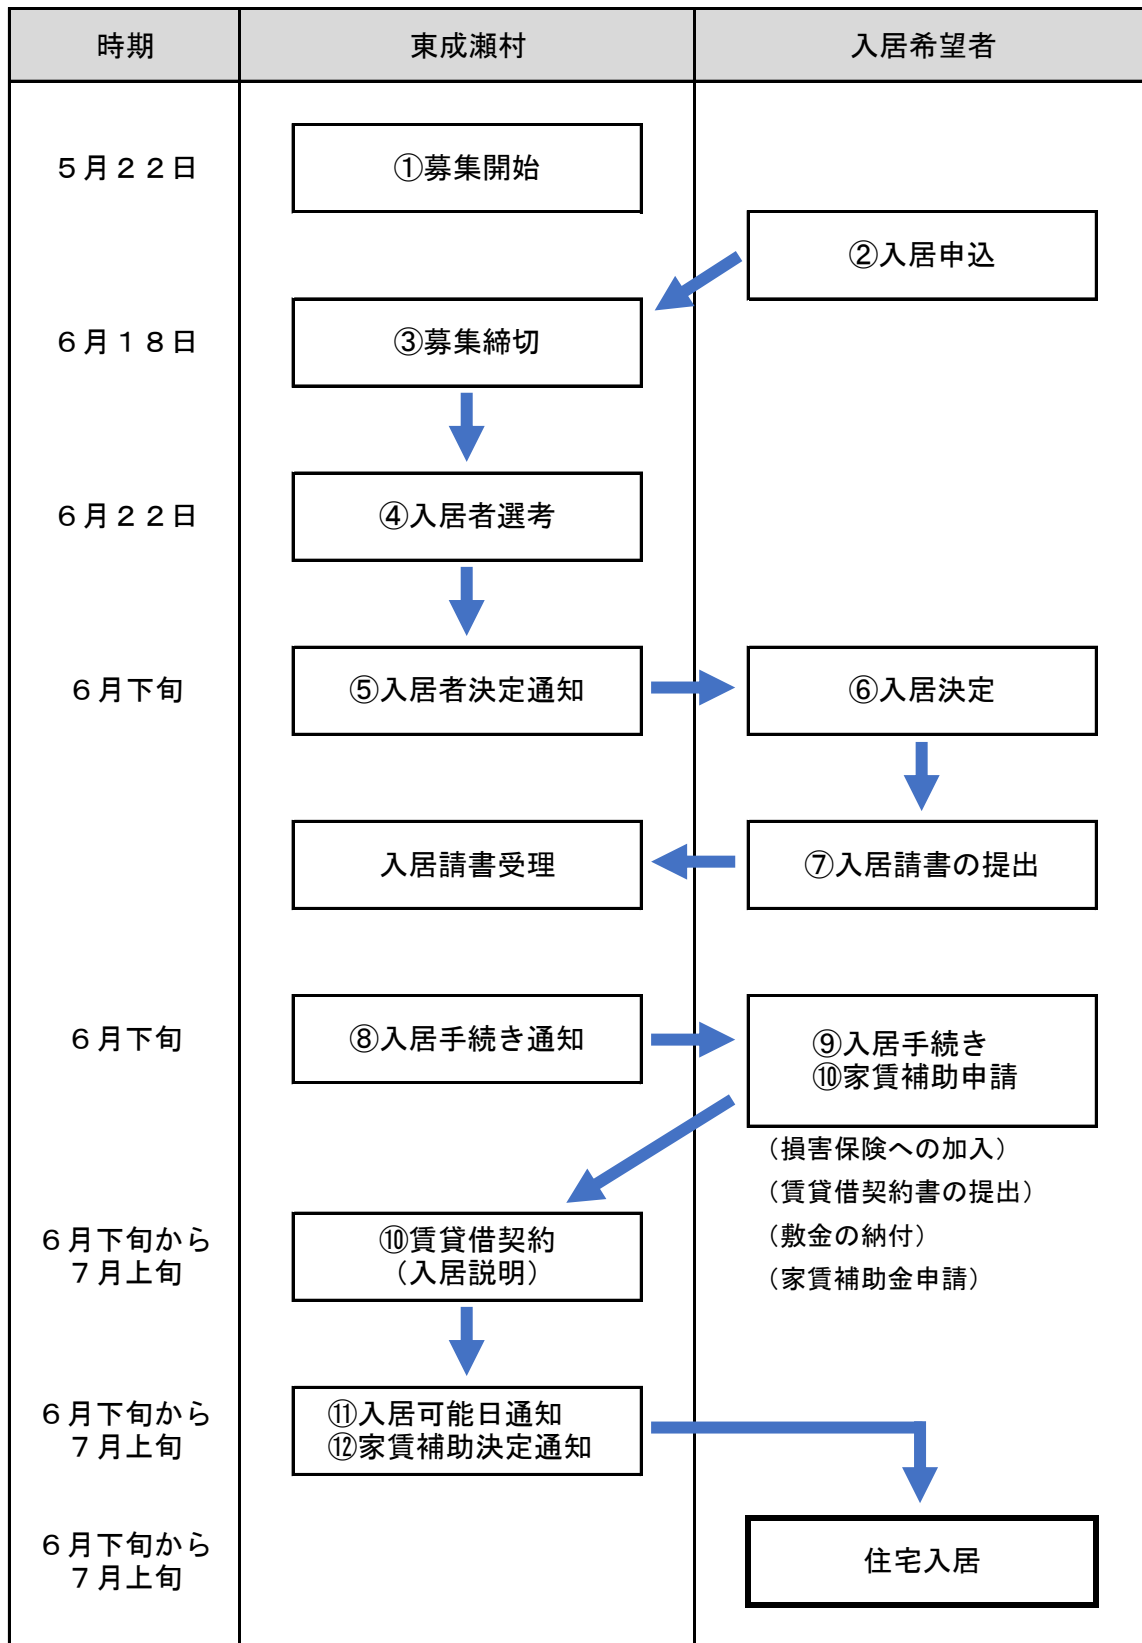 時期 東成瀬村 入居希望者
５月２２日 ①募集開始
②入居申込
６月１８日 ③募集締切
６月２２日 ④入居者選考
６月下旬 ⑤入居者決定通知 ⑥入居決定
入居請書受理 ⑦入居請書の提出
６月下旬 ⑧入居手続き通知 ⑨入居手続き
⑩家賃補助申請
（損害保険への加入）
（賃貸借契約書の提出）
（敷金の納付）
（家賃補助金申請）
６月下旬から
７月上旬
⑩賃貸借契約
（入居説明）
６月下旬から
７月上旬
⑪入居可能日通知
⑫家賃補助決定通知
６月下旬から
７月上旬
住宅入居